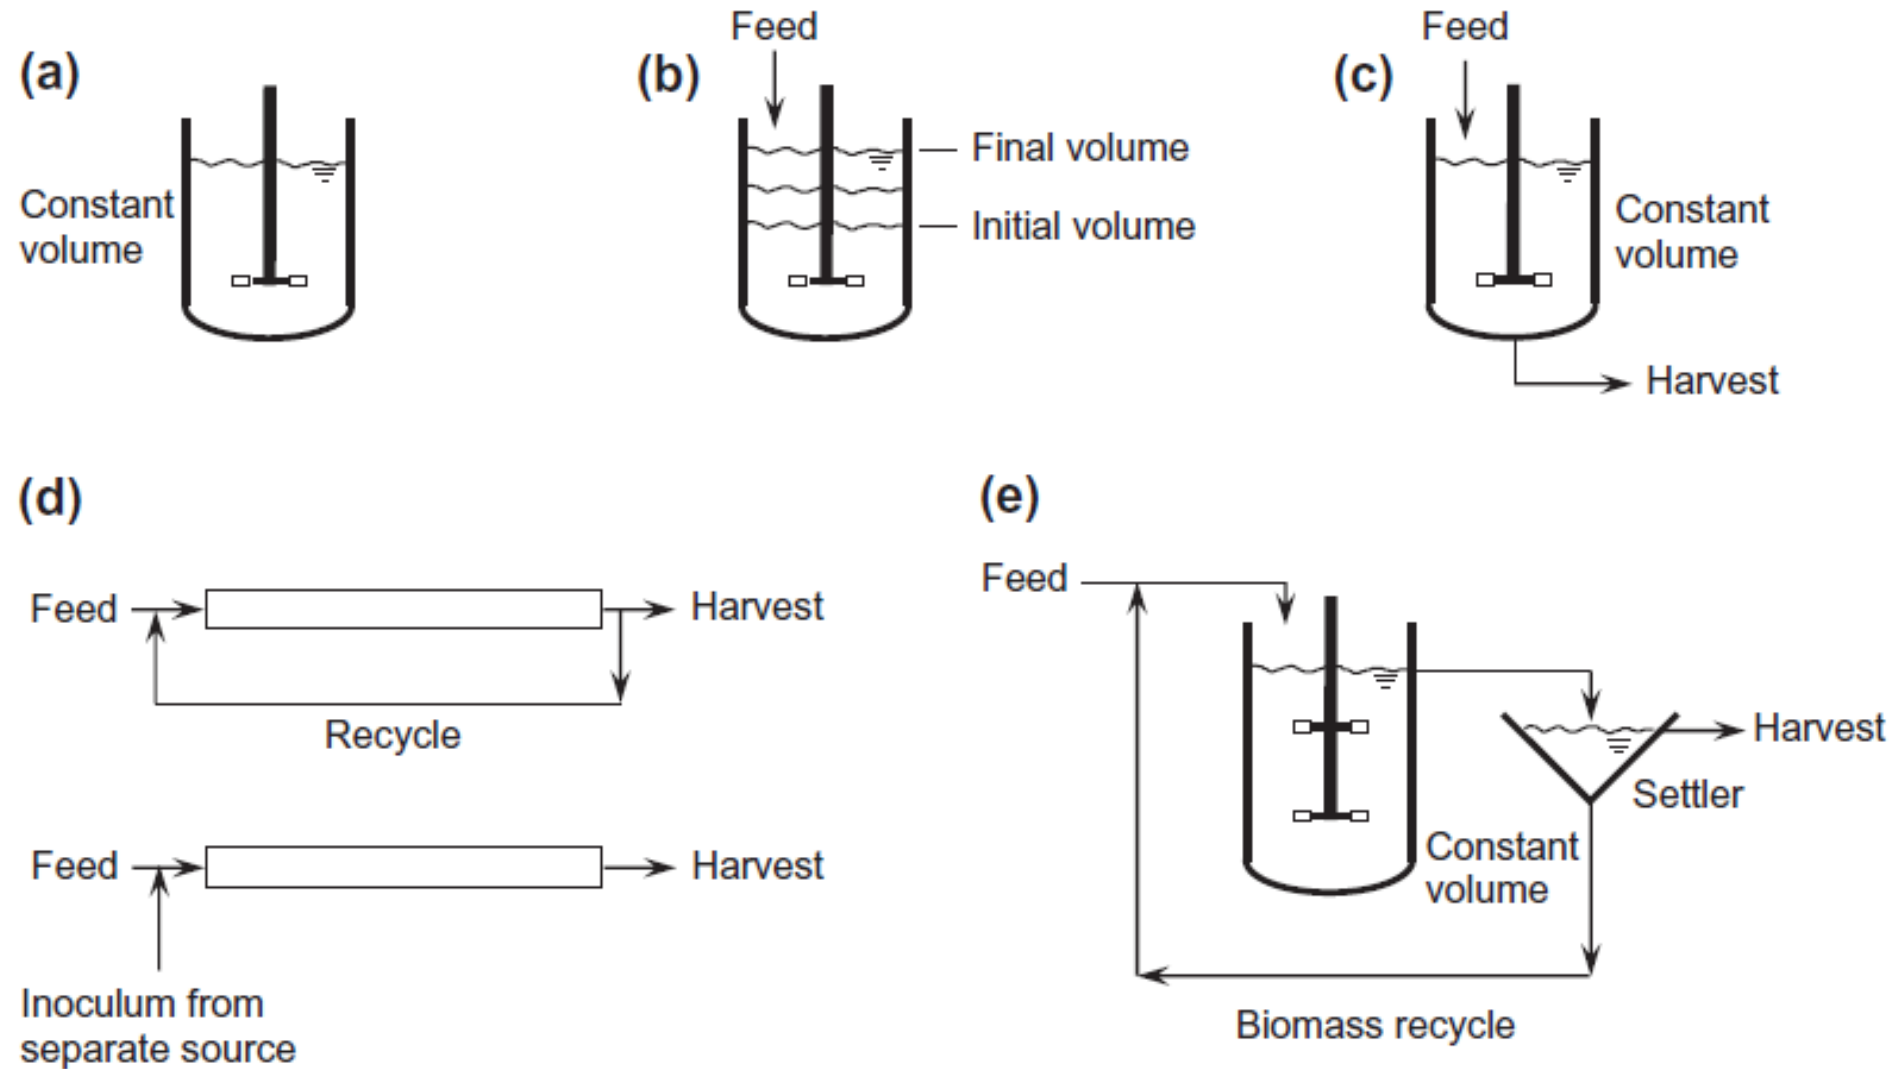 (a)
Constant
volume
(b)
Feed
Final volume
Initial volume
(c)
Feed
Constant
volume
Harvest
(d)
Feed
Harvest
Recycle
Feed
Harvest
Inoculum from
separate source
(e)
Feed
Harvest
Settler
Constant
volume
Biomass recycle